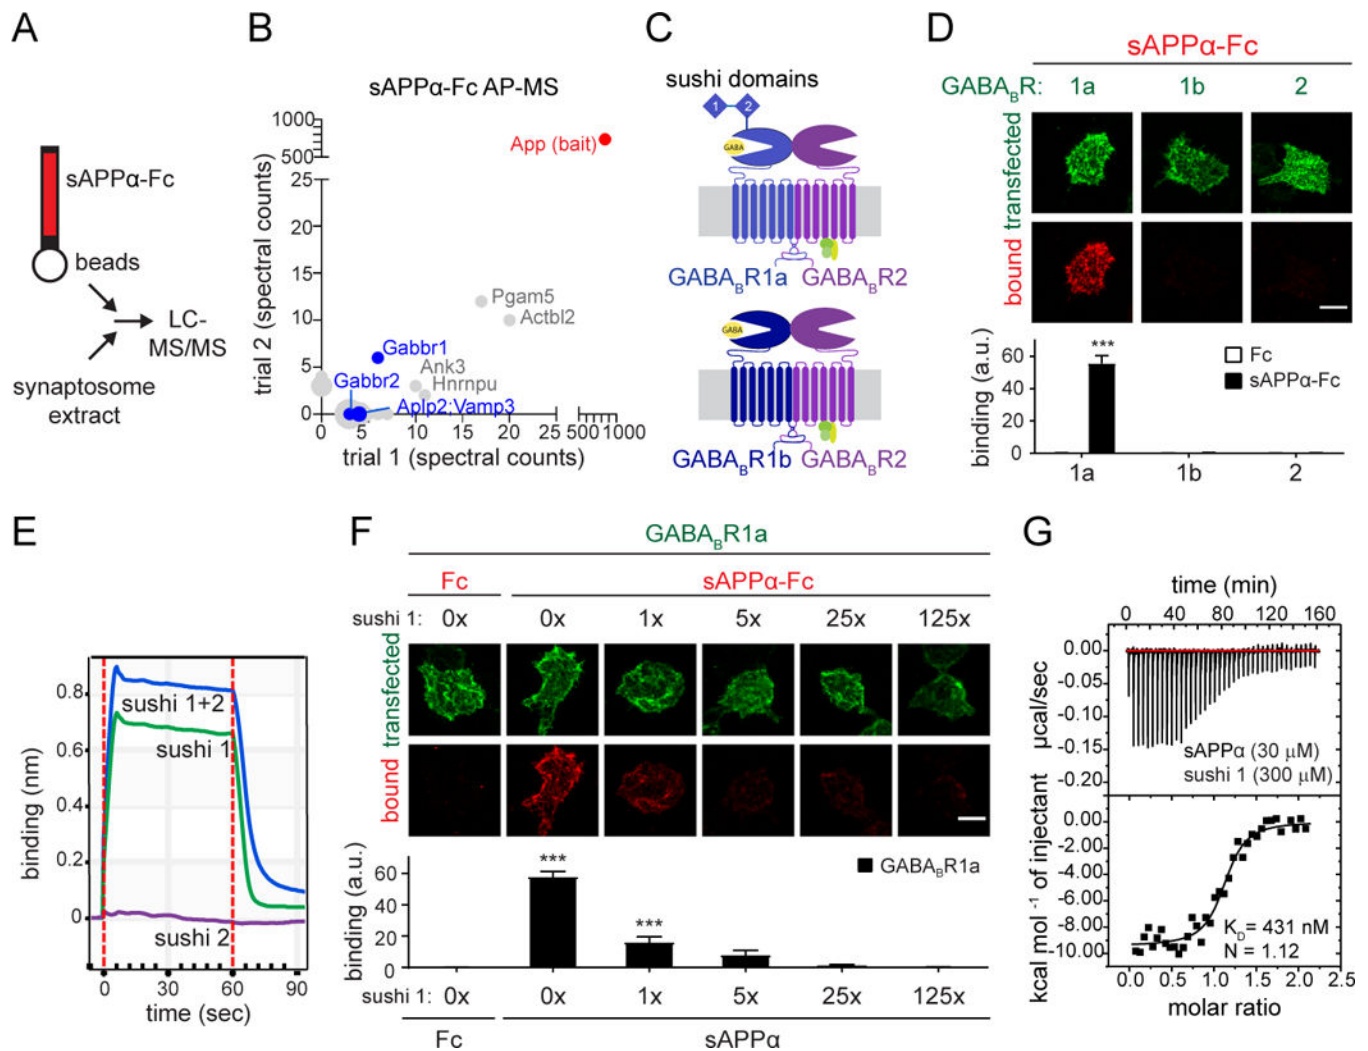 A
sAPPα-Fc
beads
LC-
MS/MS
synaptosome
extract
B
sAPPα-Fc AP-MS
trial 2 (spectral counts)
1000
500
25
20
15
10
5
0
App (bait)
Pgam5
Actbl2
Gabbr1
Ank3
Gabbr2
Hnrnpu
Aplp2;Vamp3
0 5 10 15 20 25 500 1000
trial 1 (spectral counts)
C
sushi domains
1 2
GABA
GABA_BR1a GABA_BR2
GABA
GABA_BR1b GABA_BR2
D
sAPPα-Fc
GABA_BR: 1a 1b 2
transfected
bound
binding (a.u.)
60
40
20
0
***
Fc
sAPPα-Fc
1a 1b 2
E
binding (nm)
0.8
0.6
0.4
0.2
0
sushi 1+2
sushi 1
sushi 2
0 30 60 90
time (sec)
F
GABA_BR1a
Fc sAPPα-Fc
sushi 1: 0x 0x 1x 5x 25x 125x
transfected
bound
binding (a.u.)
60
40
20
0
***
***
GABA_BR1a
sushi 1: 0x 0x 1x 5x 25x 125x
Fc sAPPα
G
time (min)
0 40 80 120 160
µcal/sec
0.00
-0.05
-0.10
-0.15
-0.20
sAPPα (30 µM)
sushi 1 (300 µM)
kcal mol⁻¹ of injectant
0.00
-2.00
-4.00
-6.00
-8.00
-10.00
K_D= 431 nM
N = 1.12
0.0 0.5 1.0 1.5 2.0 2.5
molar ratio